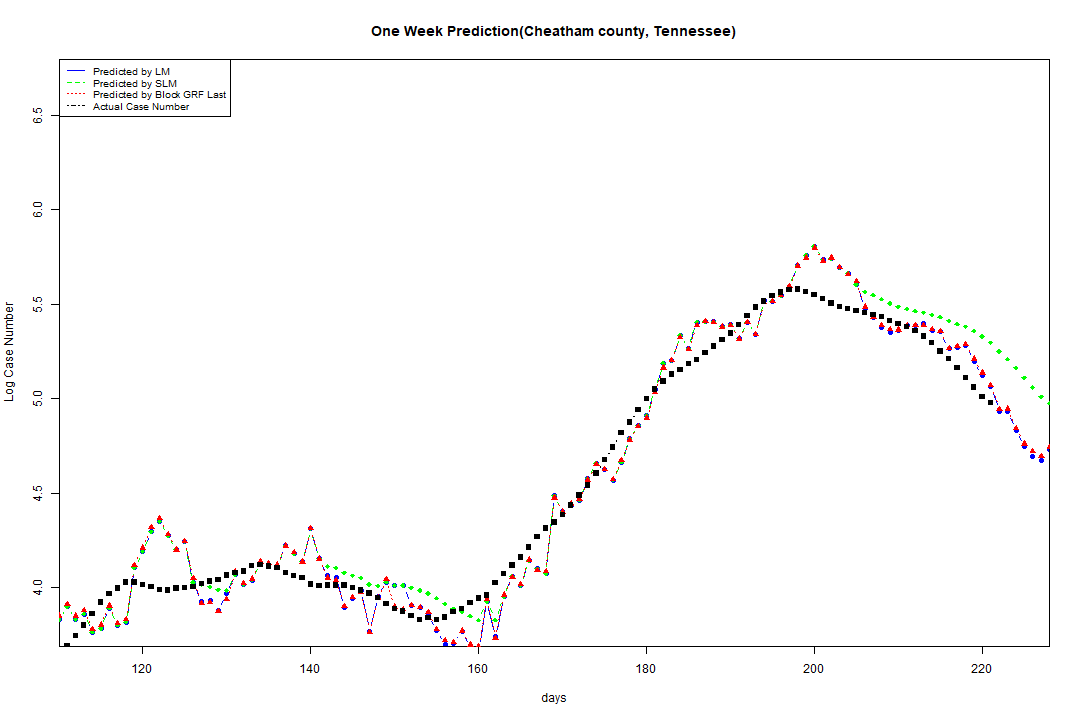 One Week Prediction(Cheatham county, Tennessee)
Predicted by LM
Predicted by SLM
Predicted by Block GRF Last
Actual Case Number
6.5
6.0
5.5
5.0
4.5
4.0
Log Case Number
120 140 160 180 200 220
days